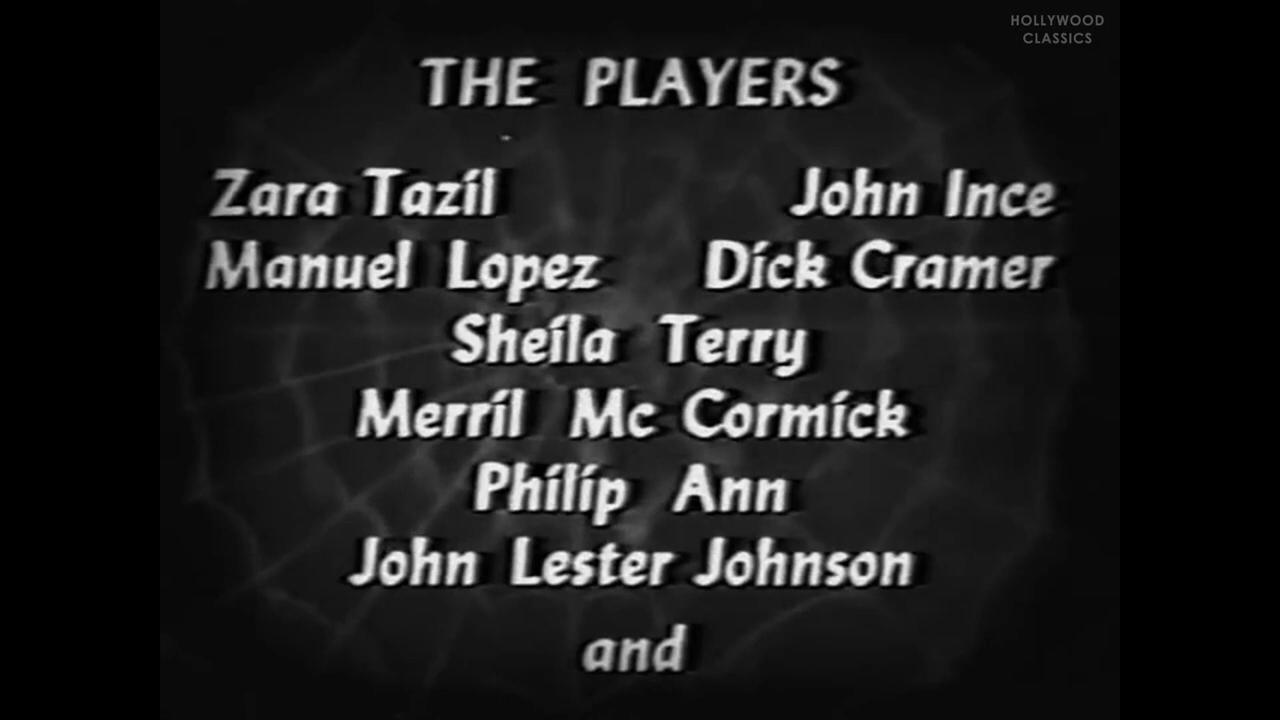 HOLLYWOOD
CLASSICS
THE PLAYERS
Zara Tazil John Ince
Manuel Lopez Dick Cramer
Sheila Terry
Merril Mc Cormick
Philip Ann
John Lester Johnson
and